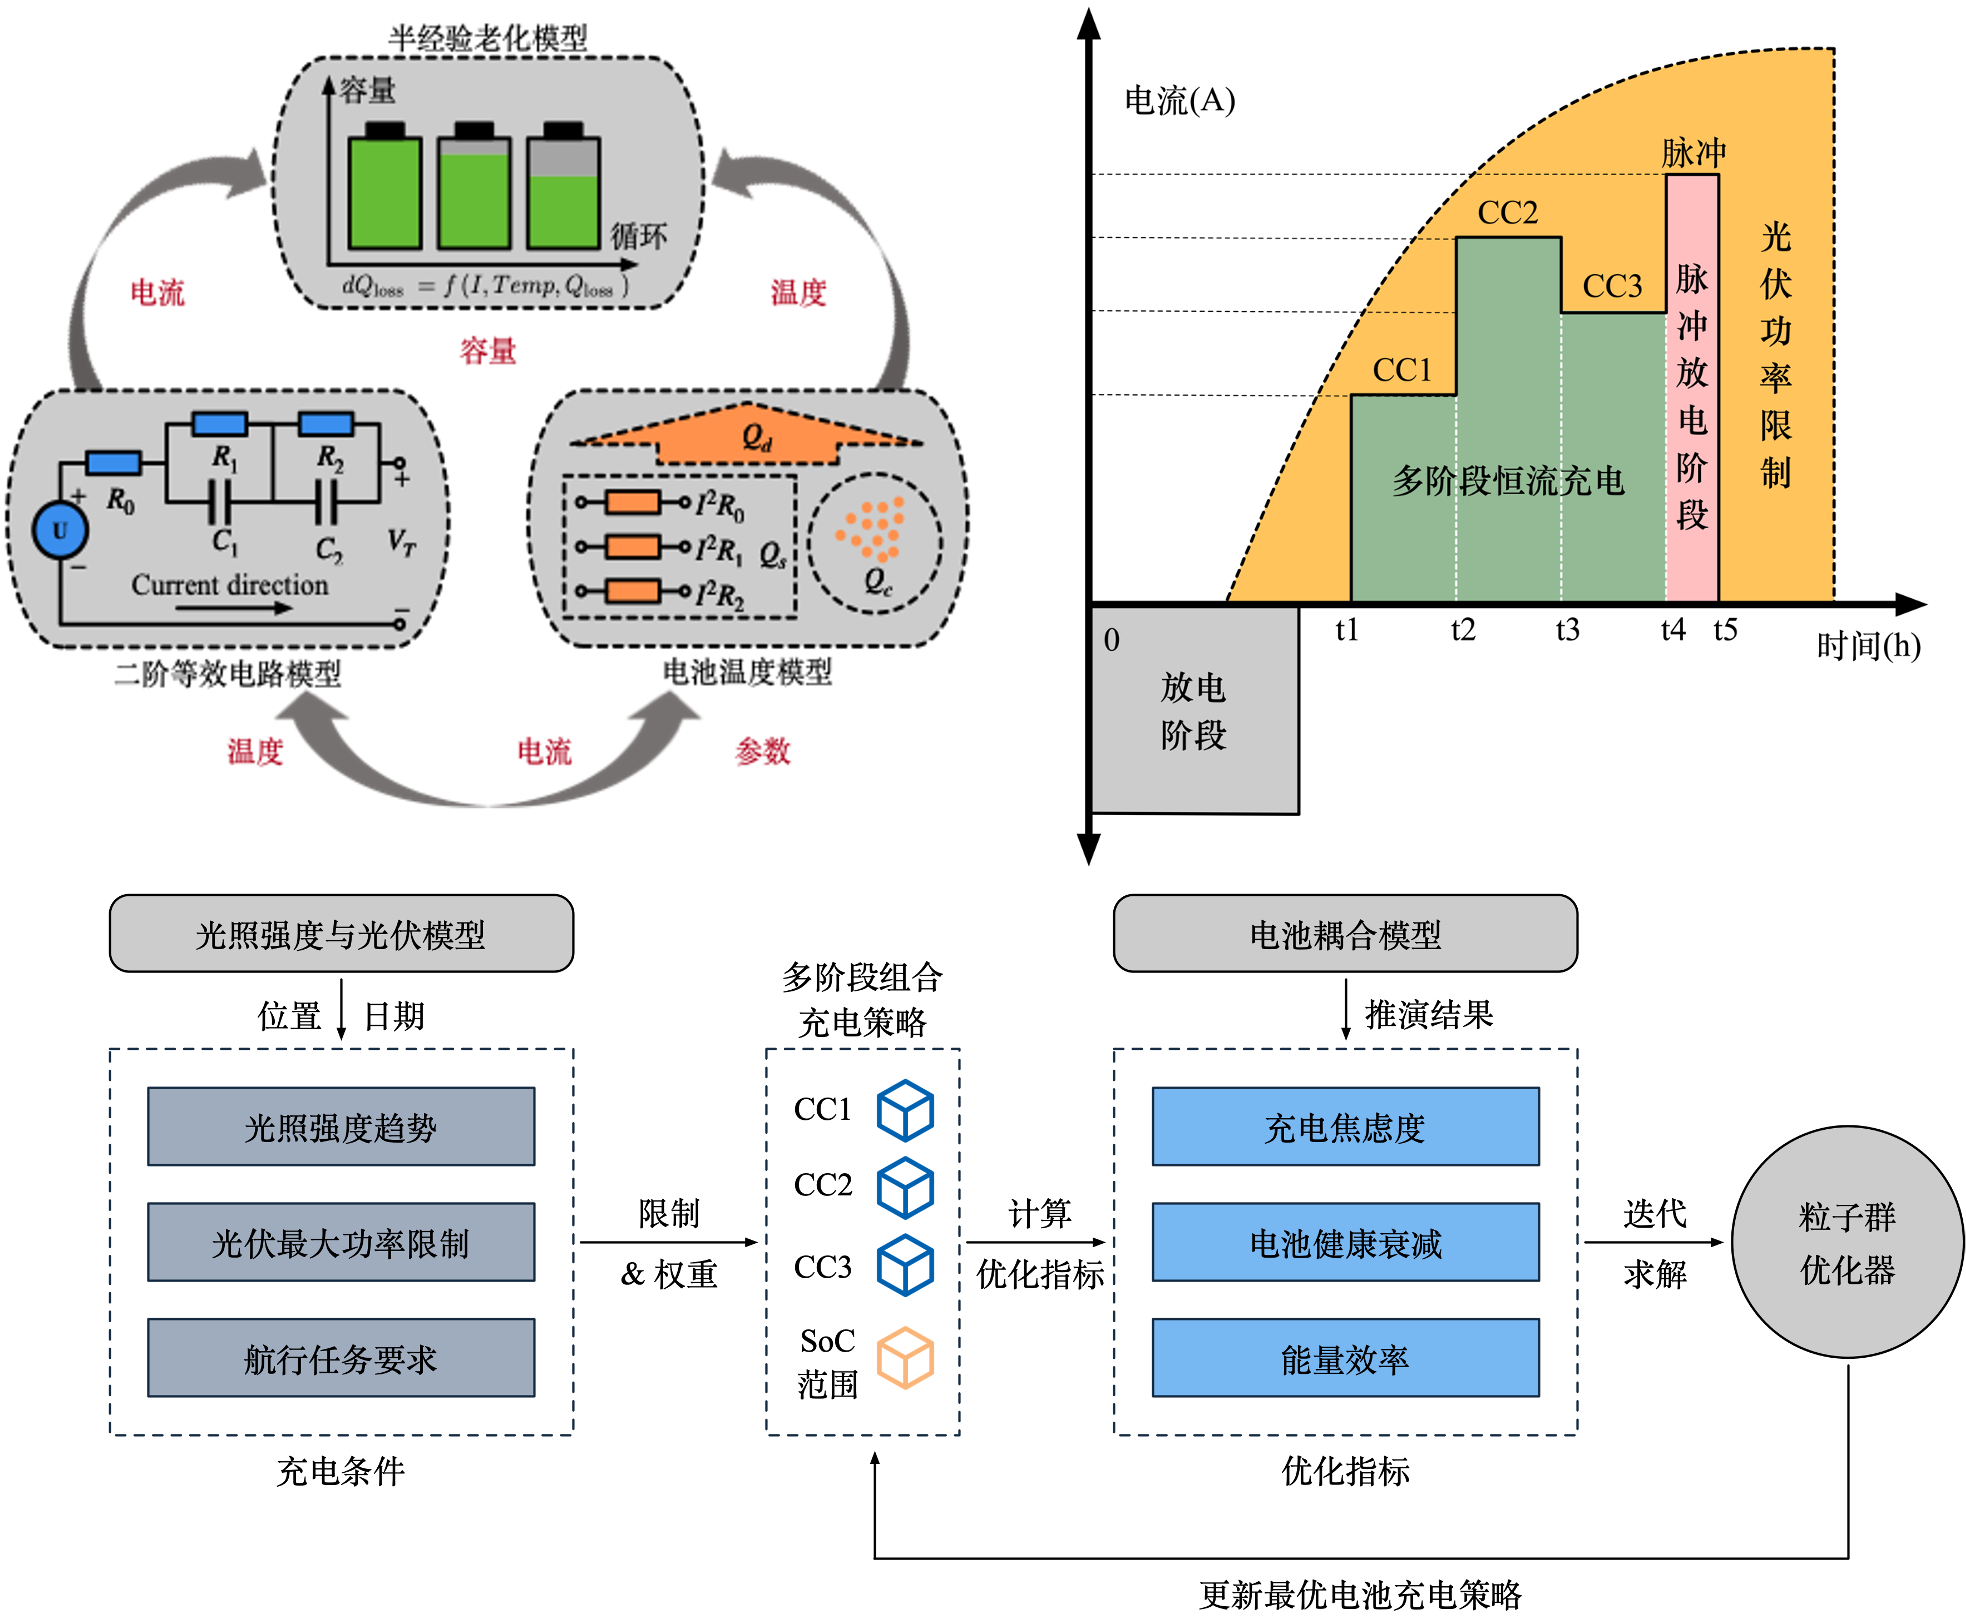 半经验老化模型
容量
循环
dQ_loss = f(I, Temp, Q_loss)
电流
温度
容量
R_0
R_1
R_2
C_1
C_2
U
+
−
+
V_T
−
Current direction
二阶等效电路模型
Q_d
I²R_0
I²R_1
I²R_2
Q_s
Q_c
电池温度模型
温度
电流
参数
电流(A)
脉冲
CC2
CC3
CC1
多阶段恒流充电
脉冲放电阶段
光伏功率限制
0
t1
t2
t3
t4
t5
时间(h)
放电
阶段
光照强度与光伏模型
位置
日期
光照强度趋势
光伏最大功率限制
航行任务要求
充电条件
限制
& 权重
多阶段组合
充电策略
CC1
CC2
CC3
SoC
范围
计算
优化指标
电池耦合模型
推演结果
充电焦虑度
电池健康衰减
能量效率
优化指标
迭代
求解
粒子群
优化器
更新最优电池充电策略